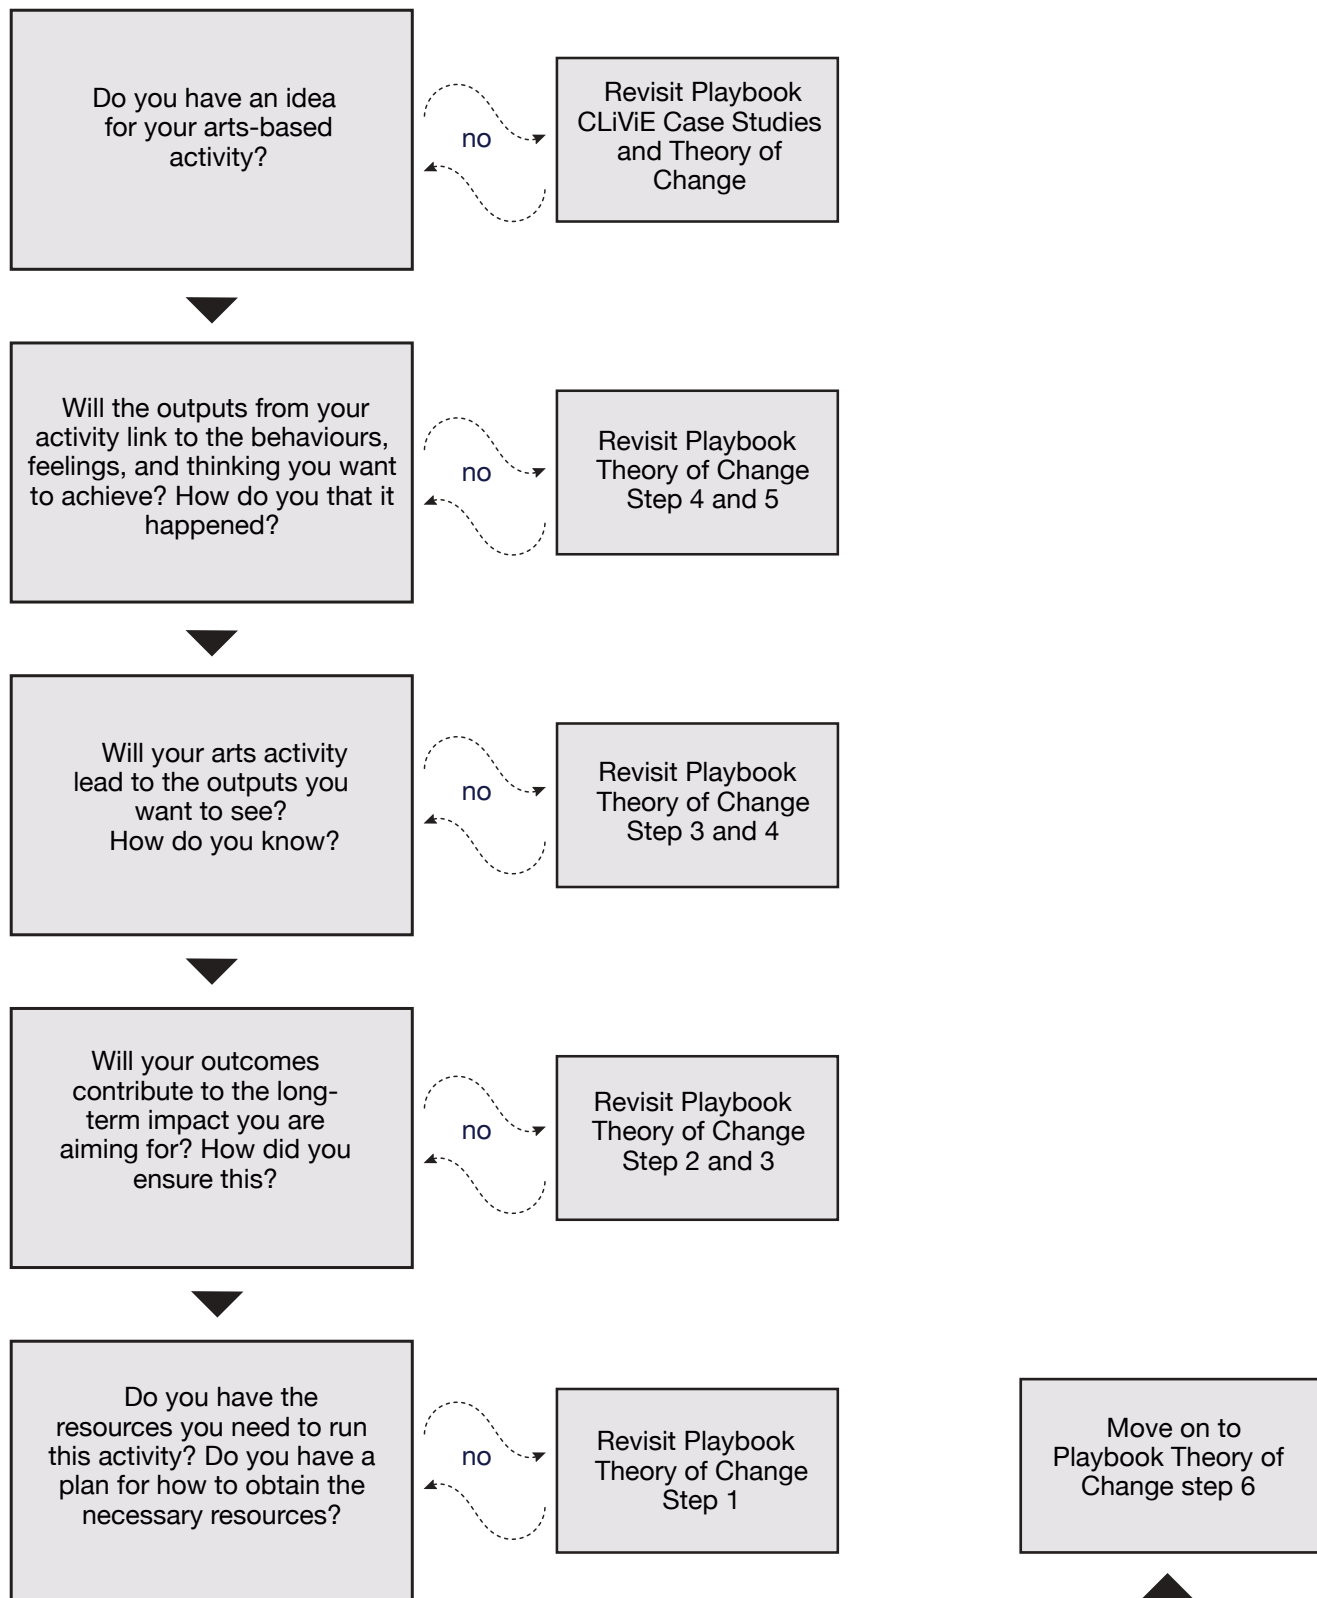 Do you have an idea
for your arts-based
activity?
no
Revisit Playbook
CLiViE Case Studies
and Theory of
Change
Will the outputs from your
activity link to the behaviours,
feelings, and thinking you want
to achieve? How do you that it
happened?
no
Revisit Playbook
Theory of Change
Step 4 and 5
Will your arts activity
lead to the outputs you
want to see?
How do you know?
no
Revisit Playbook
Theory of Change
Step 3 and 4
Will your outcomes
contribute to the long-
term impact you are
aiming for? How did you
ensure this?
no
Revisit Playbook
Theory of Change
Step 2 and 3
Do you have the
resources you need to run
this activity? Do you have a
plan for how to obtain the
necessary resources?
no
Revisit Playbook
Theory of Change
Step 1
Move on to
Playbook Theory of
Change step 6